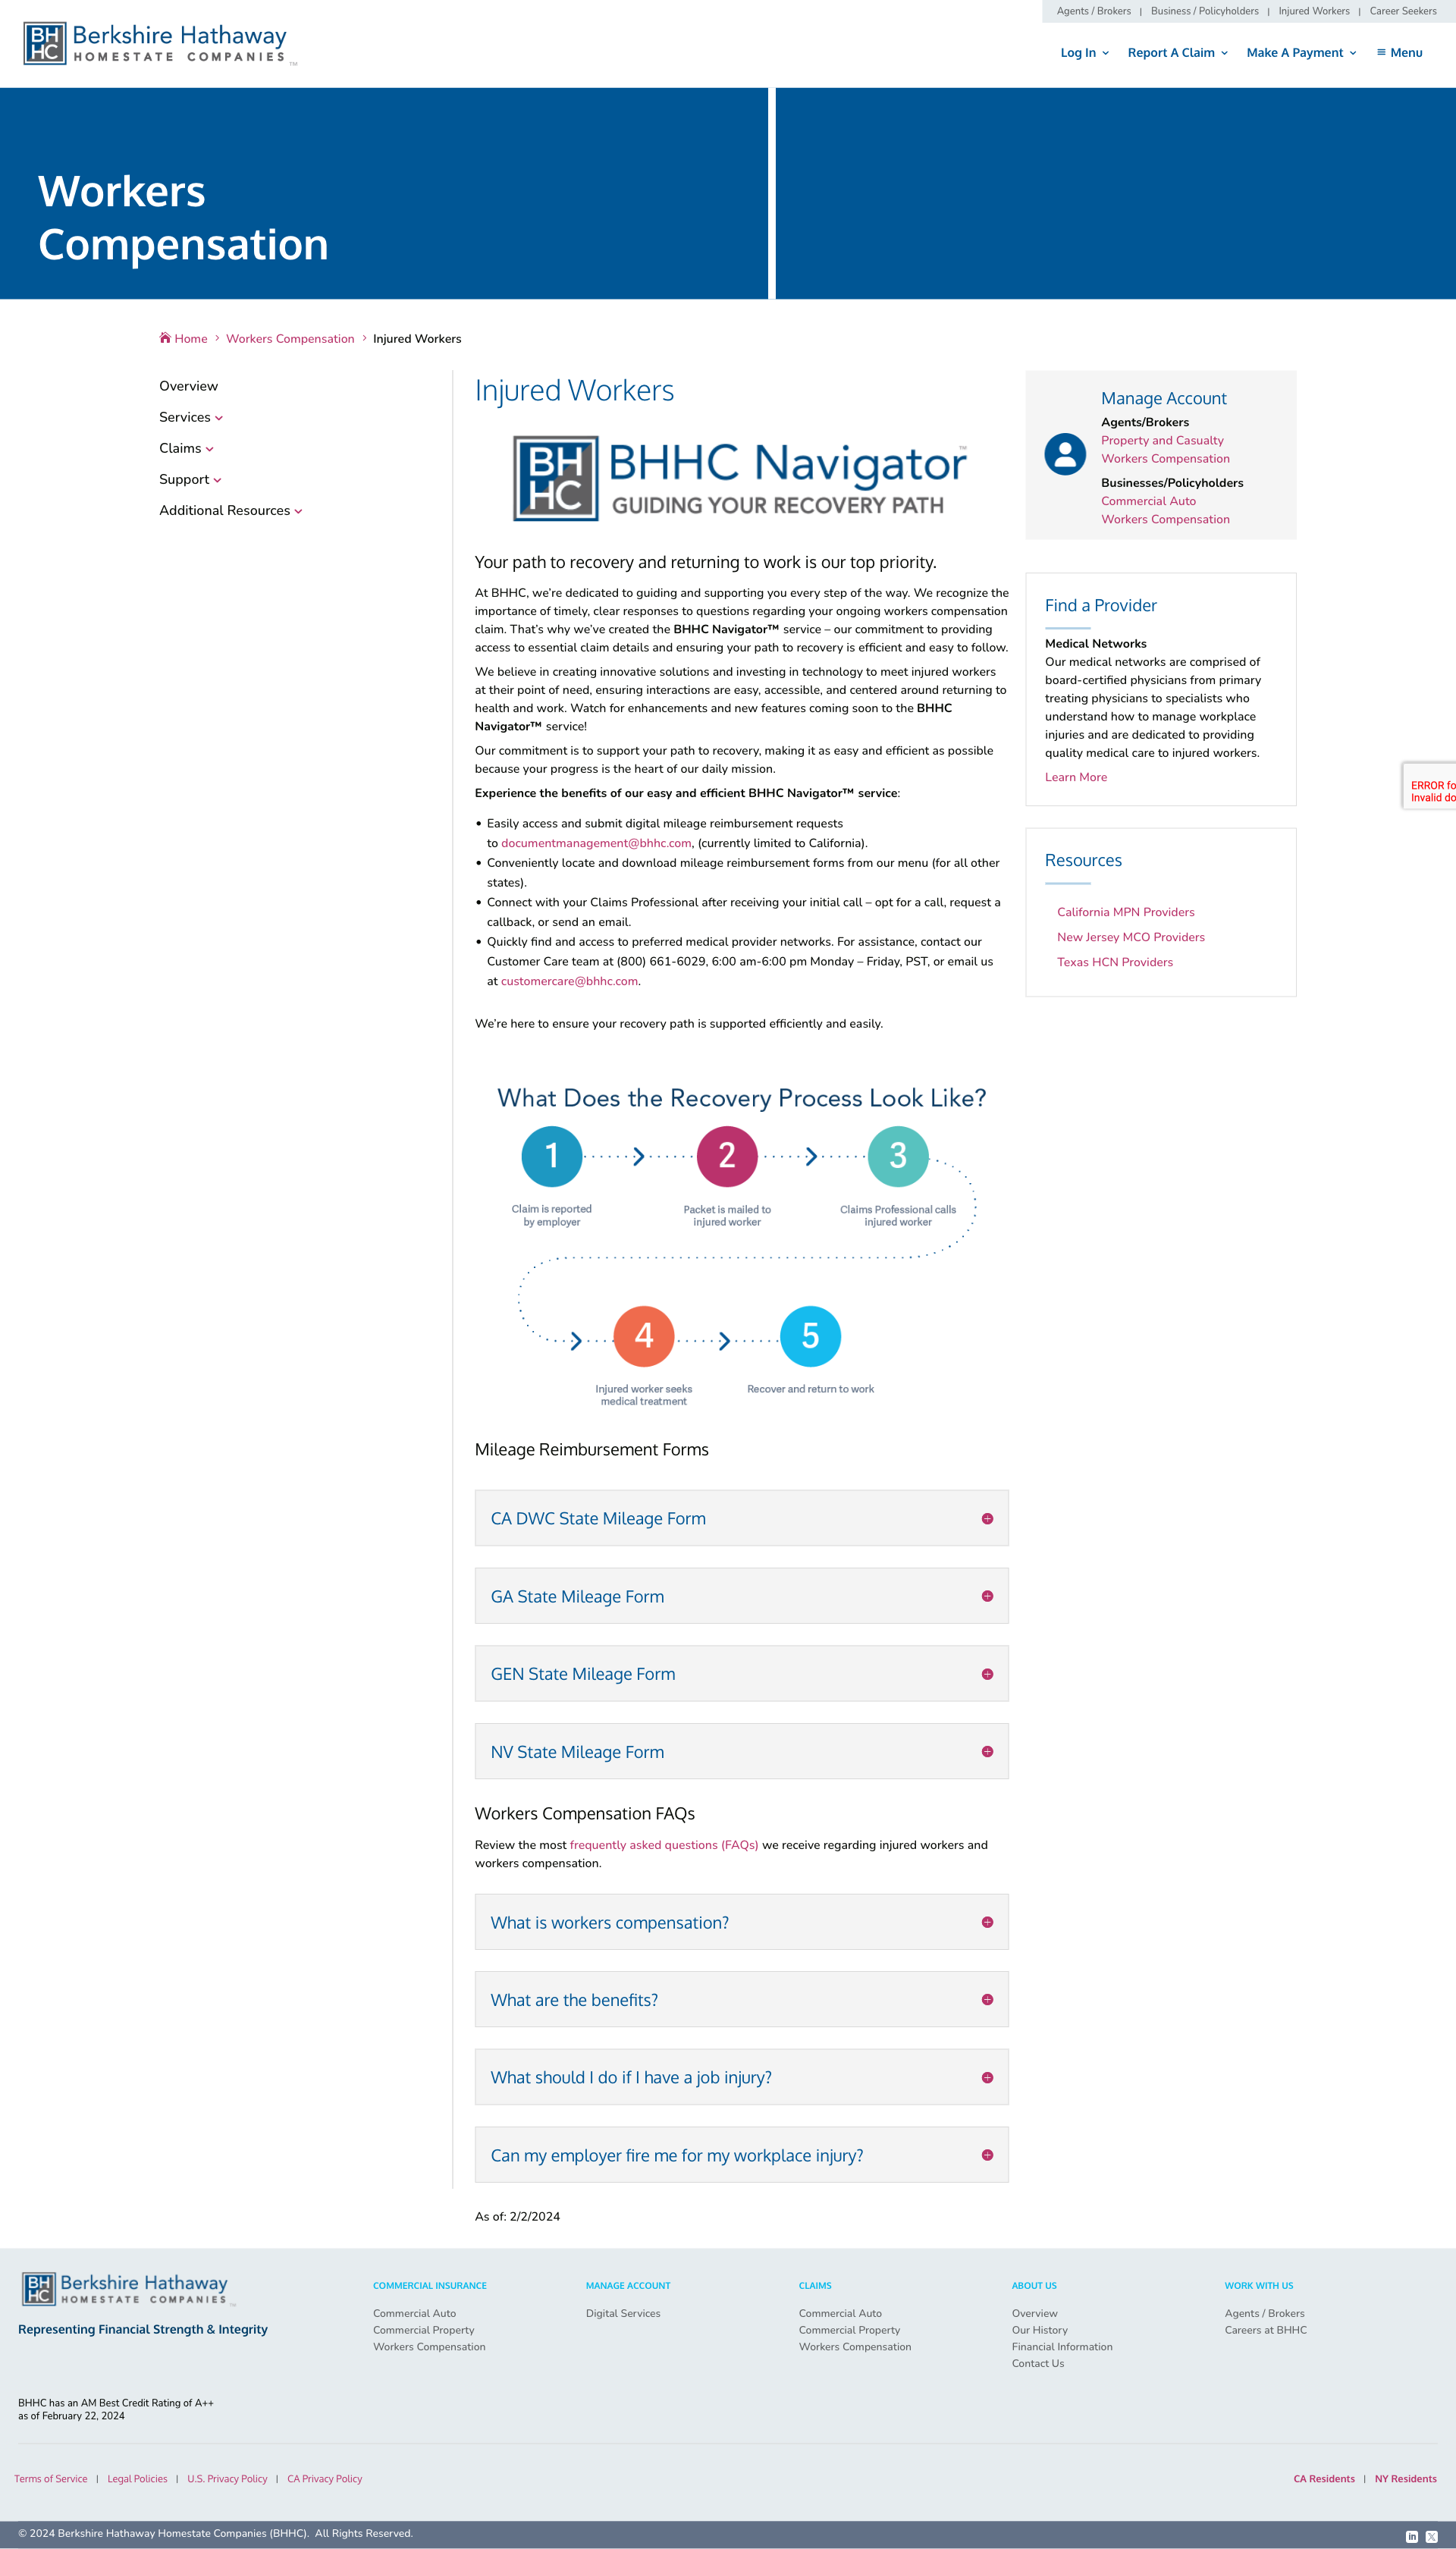 Agents / Brokers | Business / Policyholders | Injured Workers | Career Seekers
BH
HC
Berkshire Hathaway
HOMESTATE COMPANIES
TM
Log In
Report A Claim
Make A Payment
Menu
Workers
Compensation
Home > Workers Compensation > Injured Workers
Overview
Services
Claims
Support
Additional Resources
Injured Workers
BH
HC
BHHC Navigator™
GUIDING YOUR RECOVERY PATH
Your path to recovery and returning to work is our top priority.
At BHHC, we’re dedicated to guiding and supporting you every step of the way. We recognize the
importance of timely, clear responses to questions regarding your ongoing workers compensation
claim. That’s why we’ve created the BHHC Navigator™ service – our commitment to providing
access to essential claim details and ensuring your path to recovery is efficient and easy to follow.
We believe in creating innovative solutions and investing in technology to meet injured workers
at their point of need, ensuring interactions are easy, accessible, and centered around returning to
health and work. Watch for enhancements and new features coming soon to the BHHC
Navigator™ service!
Our commitment is to support your path to recovery, making it as easy and efficient as possible
because your progress is the heart of our daily mission.
Experience the benefits of our easy and efficient BHHC Navigator™ service:
• Easily access and submit digital mileage reimbursement requests
to documentmanagement@bhhc.com, (currently limited to California).
• Conveniently locate and download mileage reimbursement forms from our menu (for all other
states).
• Connect with your Claims Professional after receiving your initial call – opt for a call, request a
callback, or send an email.
• Quickly find and access to preferred medical provider networks. For assistance, contact our
Customer Care team at (800) 661-6029, 6:00 am-6:00 pm Monday – Friday, PST, or email us
at customercare@bhhc.com.
We’re here to ensure your recovery path is supported efficiently and easily.
What Does the Recovery Process Look Like?
1
2
3
Claim is reported
by employer
Packet is mailed to
injured worker
Claims Professional calls
injured worker
4
5
Injured worker seeks
medical treatment
Recover and return to work
Mileage Reimbursement Forms
CA DWC State Mileage Form
GA State Mileage Form
GEN State Mileage Form
NV State Mileage Form
Workers Compensation FAQs
Review the most frequently asked questions (FAQs) we receive regarding injured workers and
workers compensation.
What is workers compensation?
What are the benefits?
What should I do if I have a job injury?
Can my employer fire me for my workplace injury?
As of: 2/2/2024
Manage Account
Agents/Brokers
Property and Casualty
Workers Compensation
Businesses/Policyholders
Commercial Auto
Workers Compensation
Find a Provider
Medical Networks
Our medical networks are comprised of
board-certified physicians from primary
treating physicians to specialists who
understand how to manage workplace
injuries and are dedicated to providing
quality medical care to injured workers.
Learn More
ERROR fo
Invalid do
Resources
California MPN Providers
New Jersey MCO Providers
Texas HCN Providers
BH
HC
Berkshire Hathaway
HOMESTATE COMPANIES
TM
Representing Financial Strength & Integrity
BHHC has an AM Best Credit Rating of A++
as of February 22, 2024
COMMERCIAL INSURANCE
Commercial Auto
Commercial Property
Workers Compensation
MANAGE ACCOUNT
Digital Services
CLAIMS
Commercial Auto
Commercial Property
Workers Compensation
ABOUT US
Overview
Our History
Financial Information
Contact Us
WORK WITH US
Agents / Brokers
Careers at BHHC
Terms of Service | Legal Policies | U.S. Privacy Policy | CA Privacy Policy
CA Residents | NY Residents
© 2024 Berkshire Hathaway Homestate Companies (BHHC). All Rights Reserved.
in
X